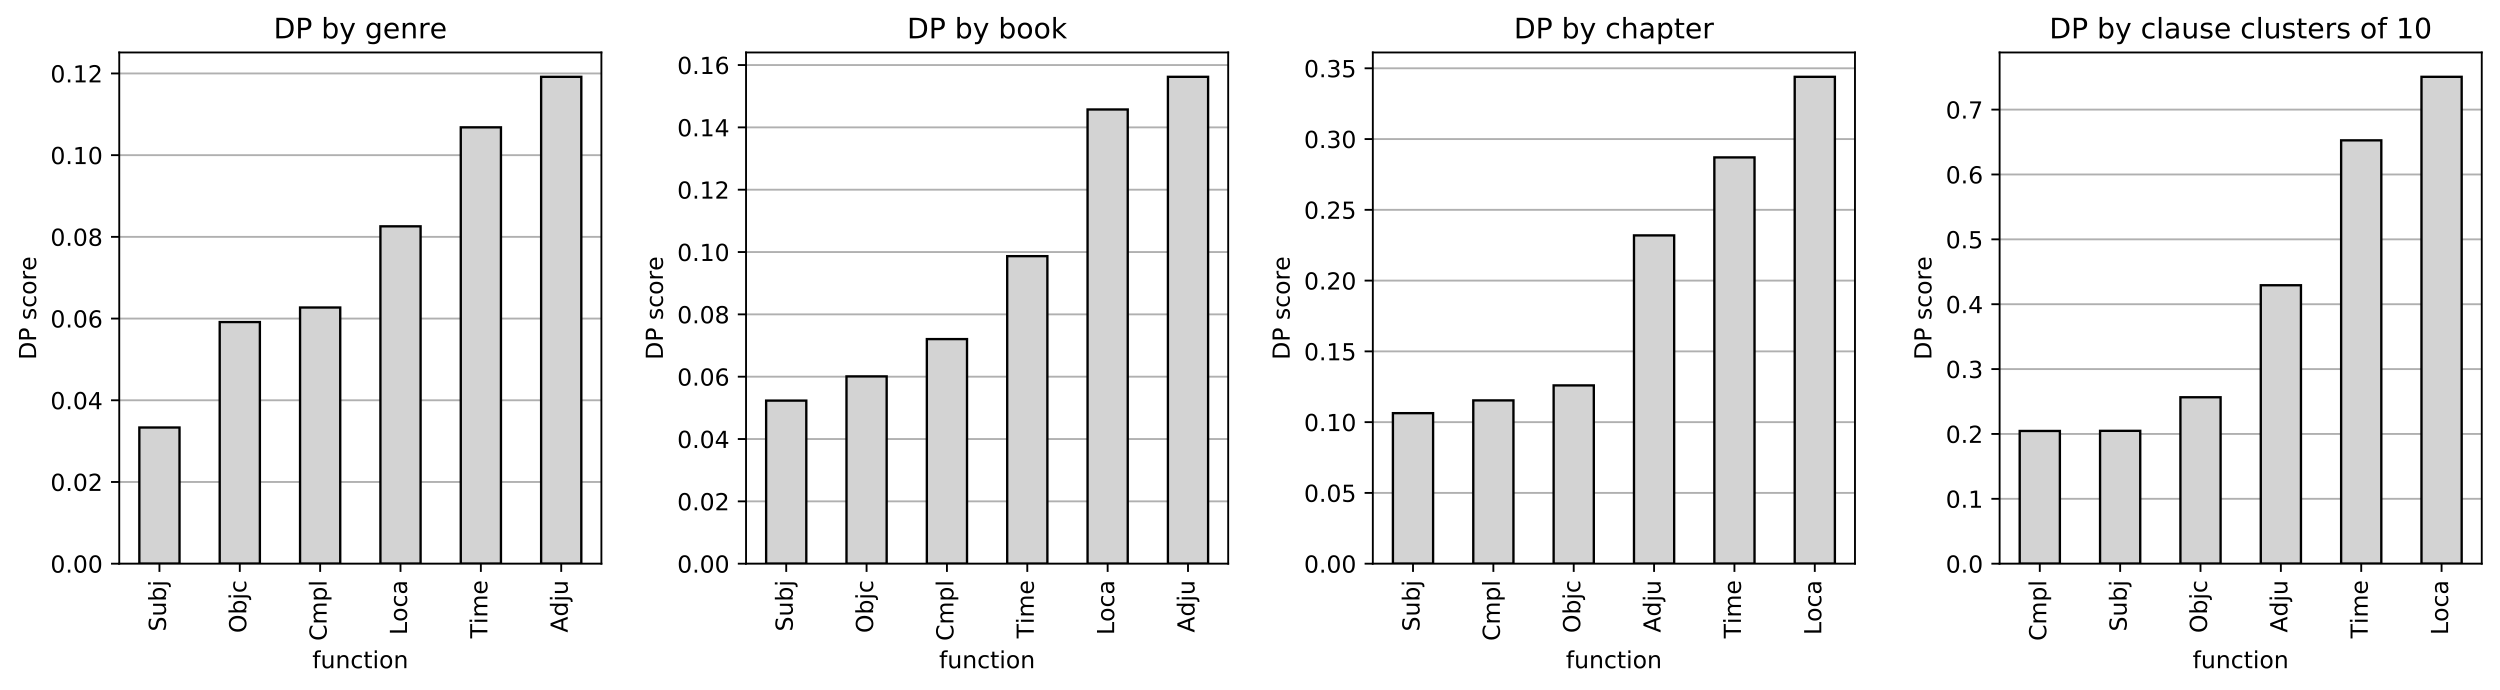 DP by genre
DP score
0.12
0.10
0.08
0.06
0.04
0.02
0.00
Subj
Objc
Cmpl
Loca
Time
Adju
function
DP by book
DP score
0.16
0.14
0.12
0.10
0.08
0.06
0.04
0.02
0.00
Subj
Objc
Cmpl
Time
Loca
Adju
function
DP by chapter
DP score
0.35
0.30
0.25
0.20
0.15
0.10
0.05
0.00
Subj
Cmpl
Objc
Adju
Time
Loca
function
DP by clause clusters of 10
DP score
0.7
0.6
0.5
0.4
0.3
0.2
0.1
0.0
Cmpl
Subj
Objc
Adju
Time
Loca
function